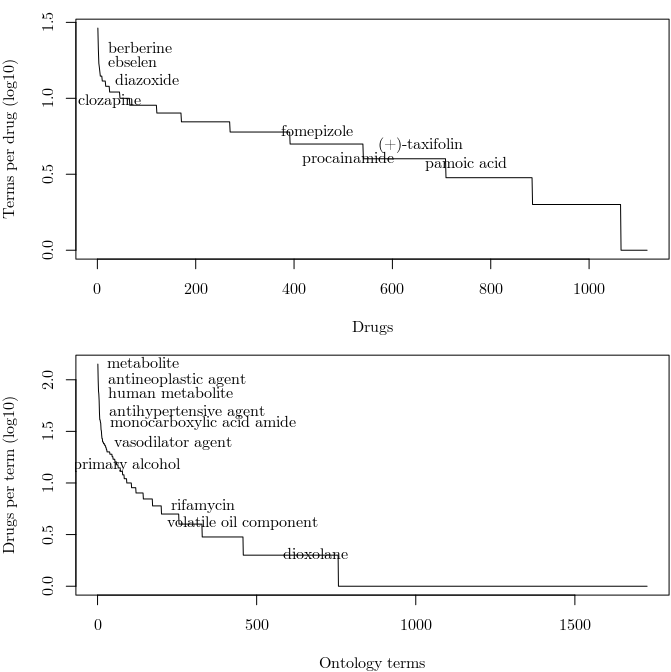 Terms per drug (log10)
1.5
1.0
0.5
0.0
berberine
ebselen
diazoxide
clozapine
fomepizole
(+)-taxifolin
procainamide
pamoic acid
0 200 400 600 800 1000
Drugs
Drugs per term (log10)
2.0
1.5
1.0
0.5
0.0
metabolite
antineoplastic agent
human metabolite
antihypertensive agent
monocarboxylic acid amide
vasodilator agent
primary alcohol
rifamycin
volatile oil component
dioxolane
0 500 1000 1500
Ontology terms